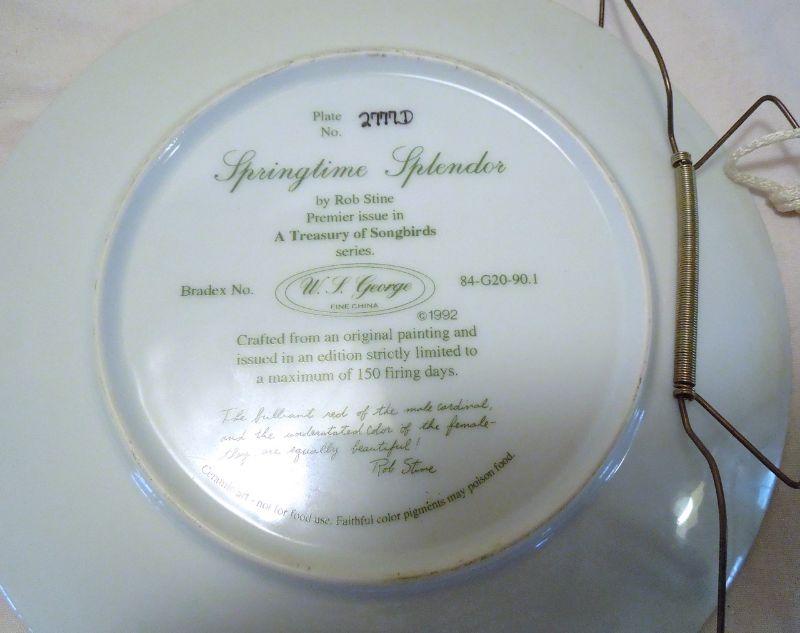 Plate
No. 2777D
Springtime Splendor
by Rob Stine
Premier issue in
A Treasury of Songbirds
series.
Bradex No. W. S. George 84-G20-90.1
FINE CHINA
©1992
Crafted from an original painting and
issued in an edition strictly limited to
a maximum of 150 firing days.
The brilliant red of the male cardinal,
and the understated color of the female-
they are equally beautiful!
Rob Stine
Ceramic art - not for food use. Faithful color pigments may poison food.